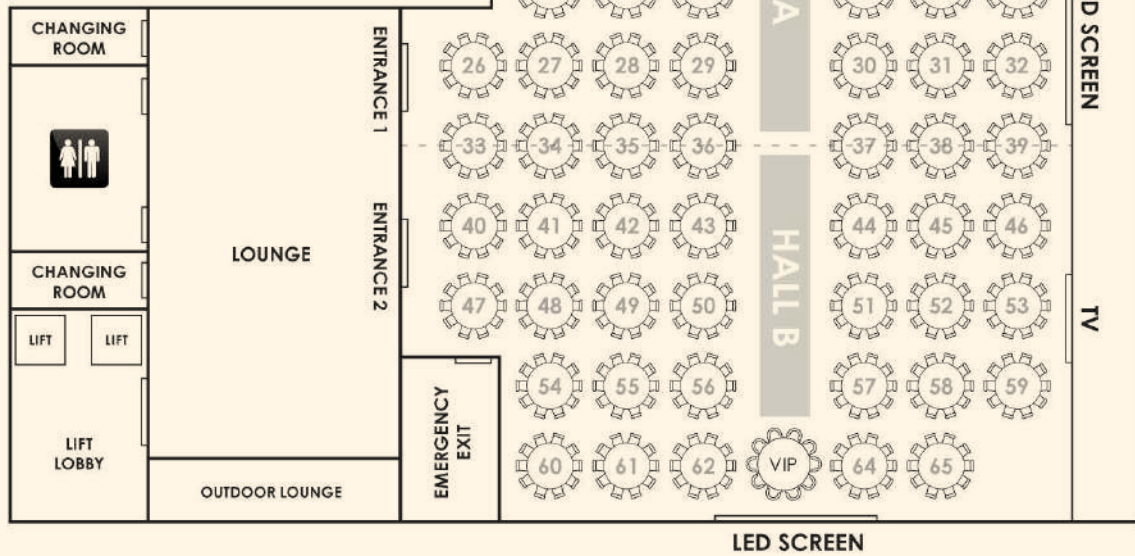 CHANGING
ROOM
ENTRANCE 1
A
D SCREEN
26 27 28 29 30 31 32
33 34 35 36 37 38 39
ENTRANCE 2
40 41 42 43 44 45 46
LOUNGE
HALL B
CHANGING
ROOM
47 48 49 50 51 52 53
TV
LIFT LIFT
54 55 56 57 58 59
EMERGENCY
EXIT
LIFT
LOBBY
60 61 62 VIP 64 65
OUTDOOR LOUNGE
LED SCREEN